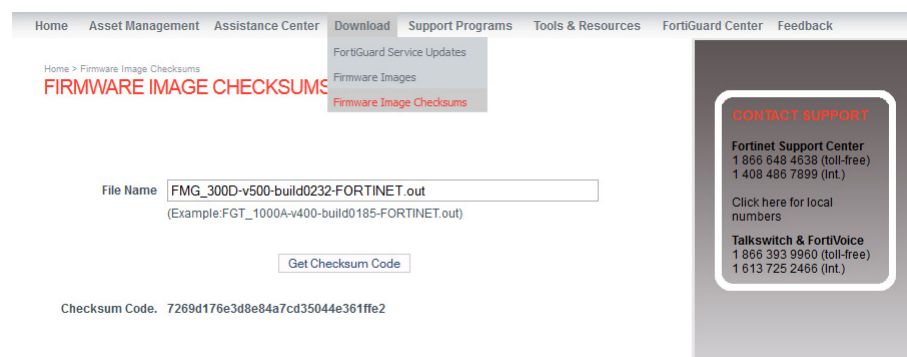 Home Asset Management Assistance Center Download Support Programs Tools & Resources FortiGuard Center Feedback
FortiGuard Service Updates
Firmware Images
Firmware Image Checksums
Home > Firmware Image Checksums
FIRMWARE IMAGE CHECKSUMS
File Name FMG_300D-v500-build0232-FORTINET.out
(Example:FGT_1000A-v400-build0185-FORTINET.out)
Get Checksum Code
Checksum Code. 7269d176e3d8e84a7cd35044e361ffe2
CONTACT SUPPORT
Fortinet Support Center
1 866 648 4638 (toll-free)
1 408 486 7899 (Int.)
Click here for local
numbers
Talkswitch & FortiVoice
1 866 393 9960 (toll-free)
1 613 725 2466 (Int.)